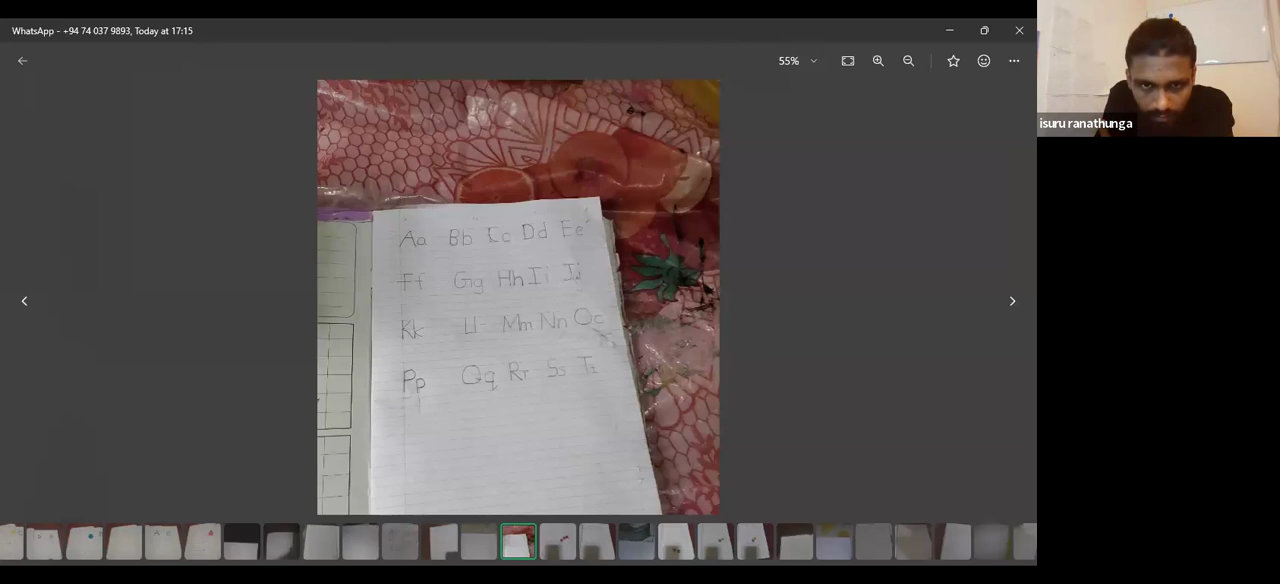 WhatsApp - +94 74 037 9893, Today at 17:15
55%
isuru ranathunga
Aa Bb Cc Dd Ee
Ff Gg Hh Ii Jj
Kk Ll Mm Nn Oc
Pp Qq Rr Ss Tt